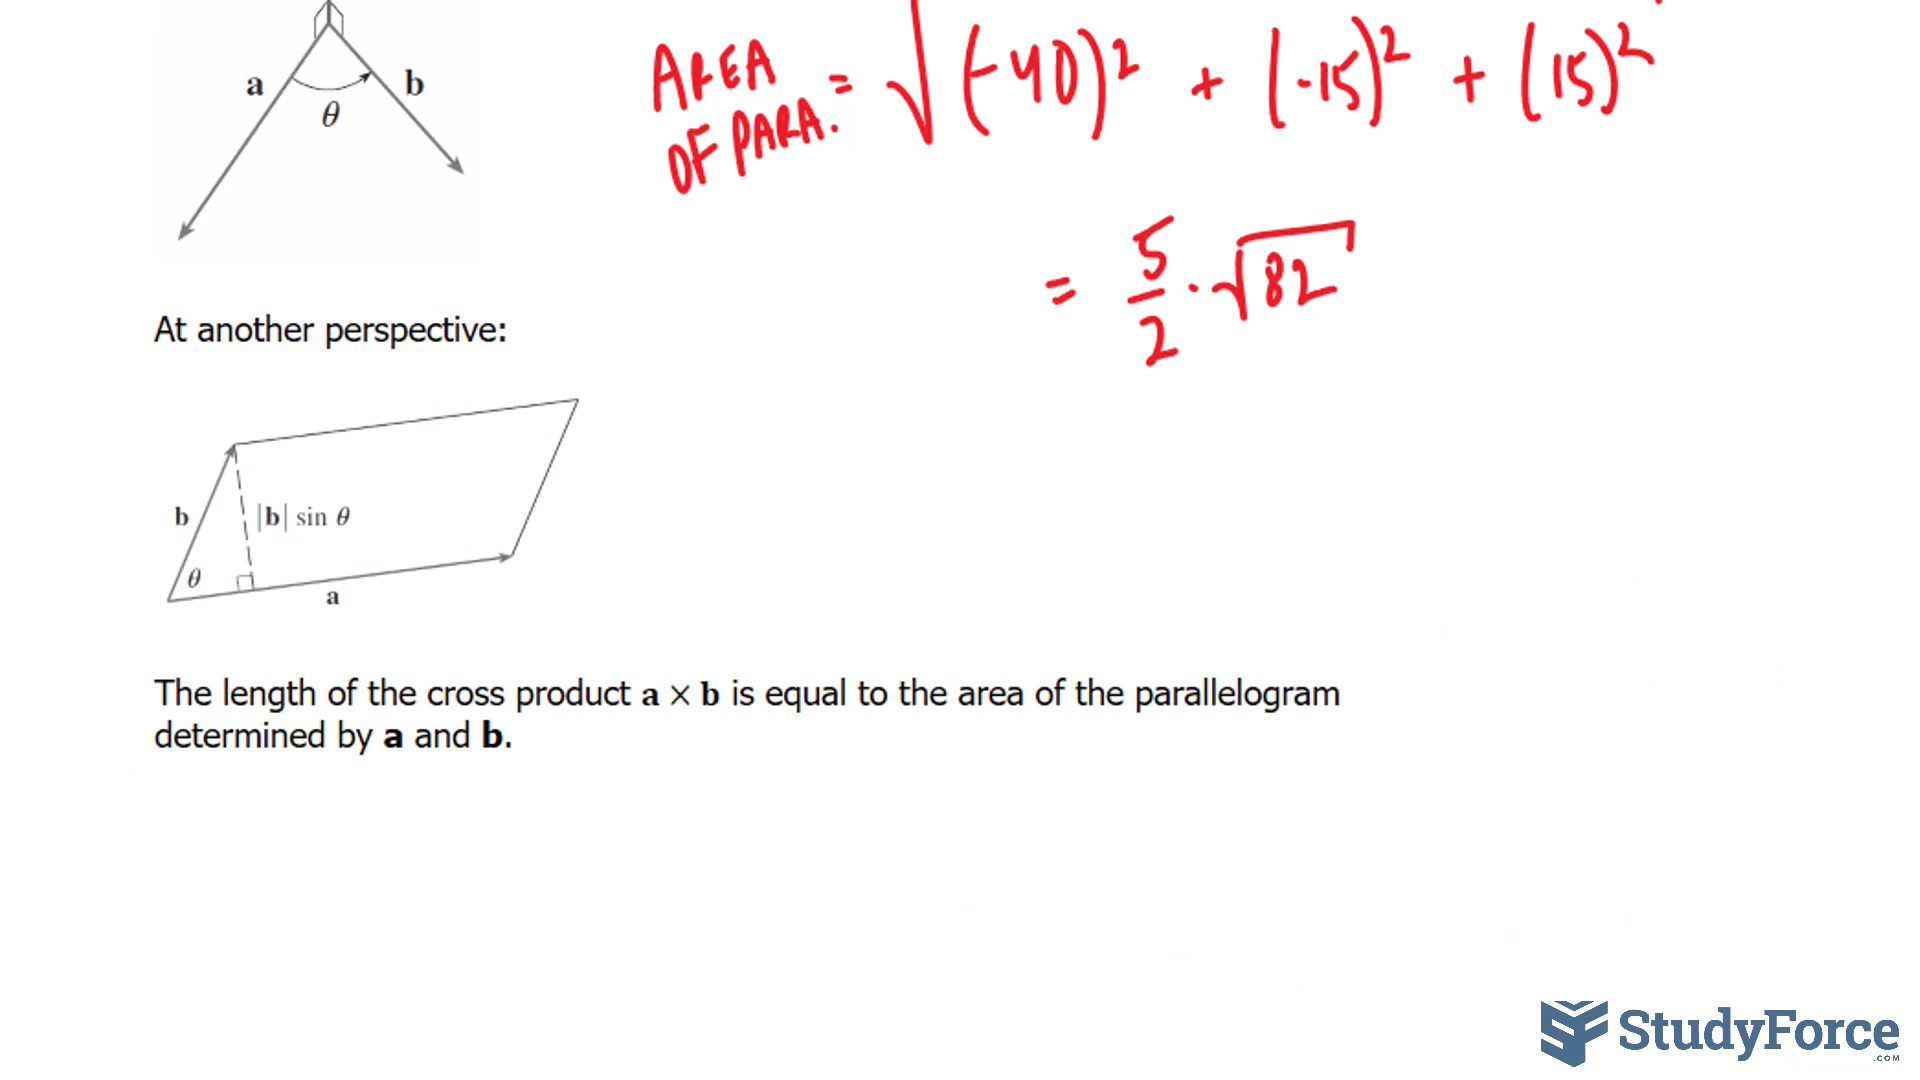 a
b
θ
AREA
OF PARA. = √(-40)² + (-15)² + (15)²
= 5/2 · √82
At another perspective:
b
|b| sin θ
θ
a
The length of the cross product a × b is equal to the area of the parallelogram
determined by a and b.
StudyForce
.COM